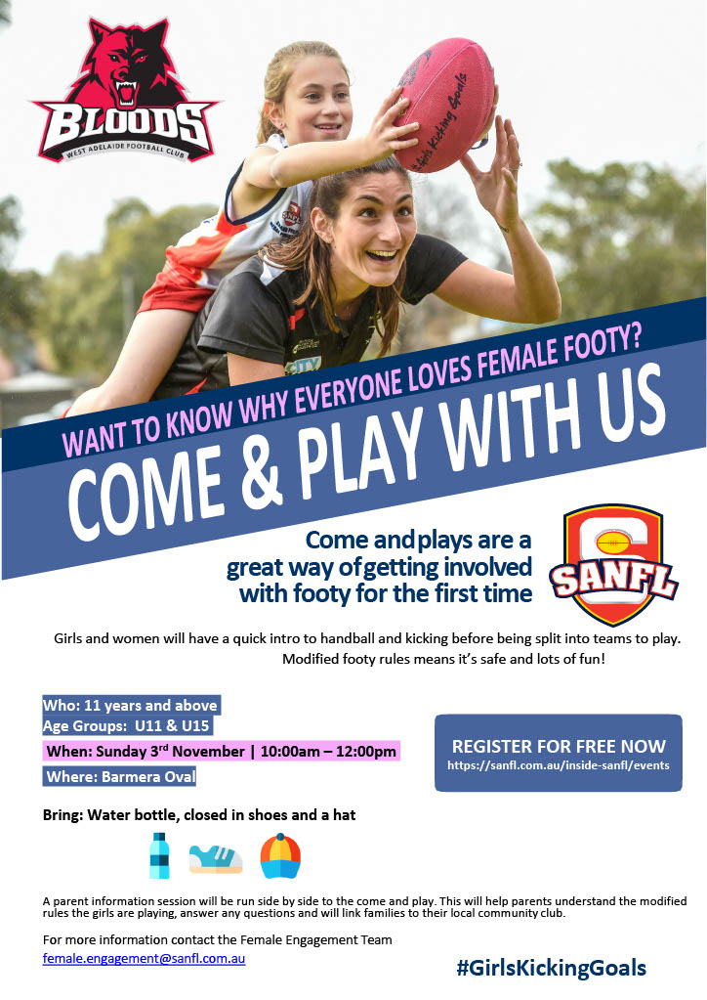 BLOODS
WEST ADELAIDE FOOTBALL CLUB
#Girls Kicking Goals
SANFL
CITY
WANT TO KNOW WHY EVERYONE LOVES FEMALE FOOTY?
COME & PLAY WITH US
Come and plays are a
great way of getting involved
with footy for the first time
SANFL
Girls and women will have a quick intro to handball and kicking before being split into teams to play.
Modified footy rules means it’s safe and lots of fun!
Who: 11 years and above
Age Groups:  U11 & U15
When: Sunday 3rd November | 10:00am – 12:00pm
Where: Barmera Oval
REGISTER FOR FREE NOW
https://sanfl.com.au/inside-sanfl/events
Bring: Water bottle, closed in shoes and a hat
A parent information session will be run side by side to the come and play. This will help parents understand the modified
rules the girls are playing, answer any questions and will link families to their local community club.
For more information contact the Female Engagement Team
female.engagement@sanfl.com.au
#GirlsKickingGoals